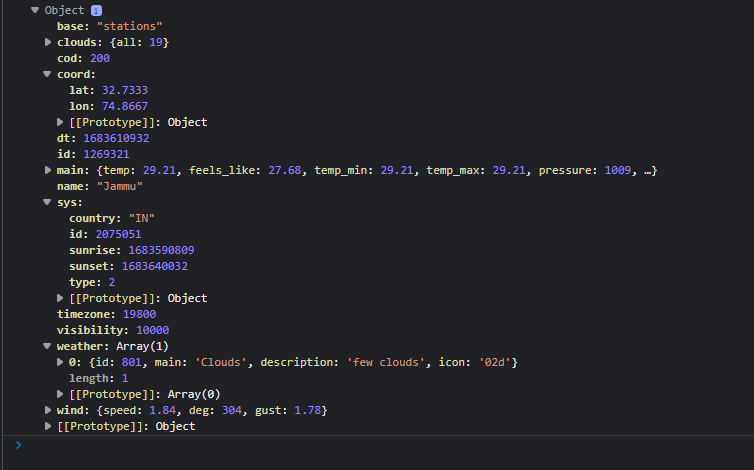 Object i
base: "stations"
clouds: {all: 19}
cod: 200
coord:
lat: 32.7333
lon: 74.8667
[[Prototype]]: Object
dt: 1683610932
id: 1269321
main: {temp: 29.21, feels_like: 27.68, temp_min: 29.21, temp_max: 29.21, pressure: 1009, …}
name: "Jammu"
sys:
country: "IN"
id: 2075051
sunrise: 1683590809
sunset: 1683640032
type: 2
[[Prototype]]: Object
timezone: 19800
visibility: 10000
weather: Array(1)
0: {id: 801, main: 'Clouds', description: 'few clouds', icon: '02d'}
length: 1
[[Prototype]]: Array(0)
wind: {speed: 1.84, deg: 304, gust: 1.78}
[[Prototype]]: Object